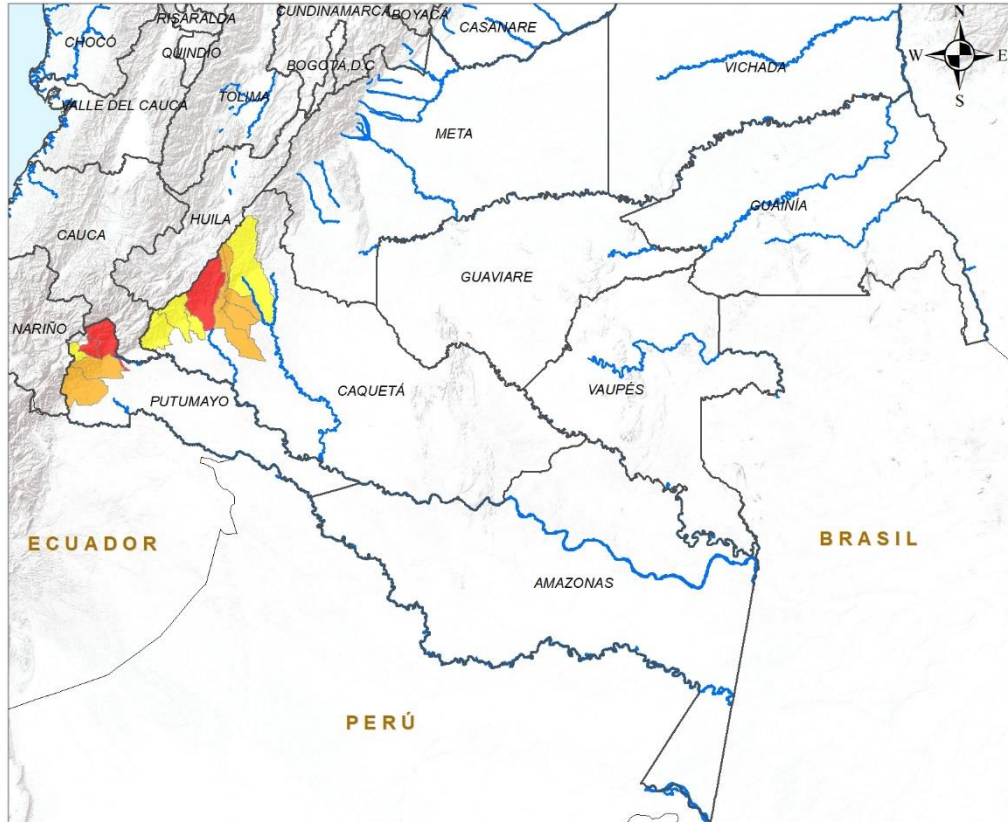 RISARALDA
CUNDINAMARCA
BOYACÁ
CASANARE
N
CHOCÓ
QUINDÍO
BOGOTÁ D.C
W
E
VICHADA
S
VALLE DEL CAUCA
TOLIMA
META
GUAINÍA
HUILA
CAUCA
GUAVIARE
NARIÑO
CAQUETÁ
VAUPÉS
PUTUMAYO
ECUADOR
BRASIL
AMAZONAS
PERÚ